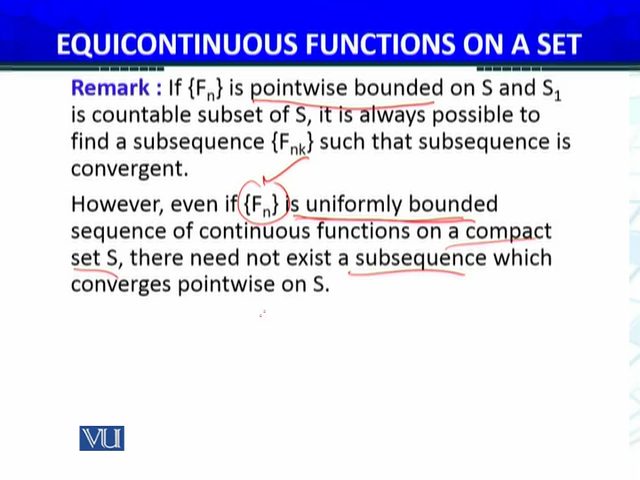 EQUICONTINUOUS FUNCTIONS ON A SET
Remark : If {Fn} is pointwise bounded on S and S1
is countable subset of S, it is always possible to
find a subsequence {Fnk} such that subsequence is
convergent.
However, even if {Fn} is uniformly bounded
sequence of continuous functions on a compact
set S, there need not exist a subsequence which
converges pointwise on S.
VU